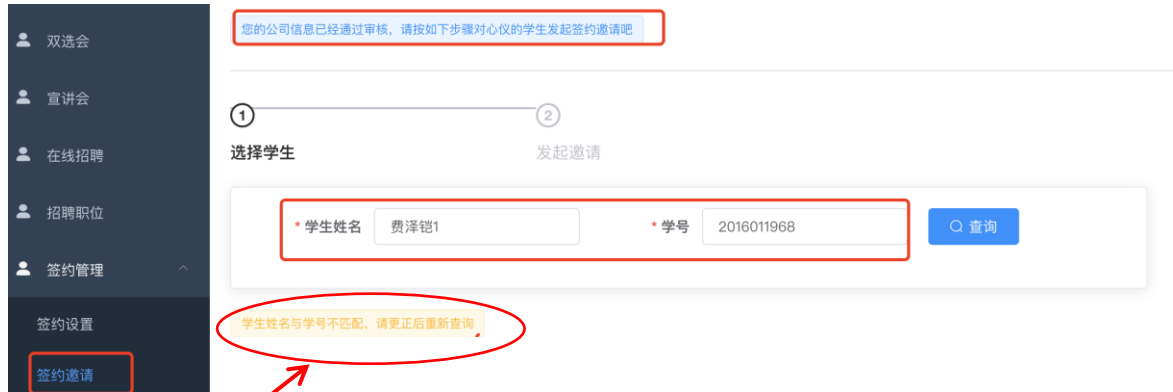 双选会
宣讲会
在线招聘
招聘职位
签约管理
签约设置
签约邀请
您的公司信息已经通过审核，请按如下步骤对心仪的学生发起签约邀请吧
1
2
选择学生
发起邀请
* 学生姓名 费泽铠1 * 学号 2016011968 查询
学生姓名与学号不匹配，请更正后重新查询